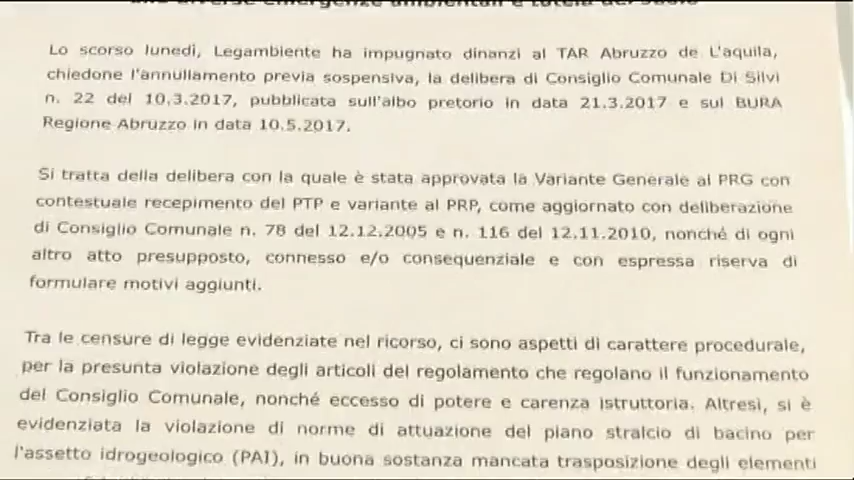 una diverse emergenze ambientali e tutela del suolo
Lo scorso lunedì, Legambiente ha impugnato dinanzi al TAR Abruzzo de L'aquila,
chiedone l'annullamento previa sospensiva, la delibera di Consiglio Comunale Di Silvi
n. 22 del 10.3.2017, pubblicata sull'albo pretorio in data 21.3.2017 e sul BURA
Regione Abruzzo in data 10.5.2017.
Si tratta della delibera con la quale è stata approvata la Variante Generale al PRG con
contestuale recepimento del PTP e variante al PRP, come aggiornato con deliberazione
di Consiglio Comunale n. 78 del 12.12.2005 e n. 116 del 12.11.2010, nonché di ogni
altro atto presupposto, connesso e/o consequenziale e con espressa riserva di
formulare motivi aggiunti.
Tra le censure di legge evidenziate nel ricorso, ci sono aspetti di carattere procedurale,
per la presunta violazione degli articoli del regolamento che regolano il funzionamento
del Consiglio Comunale, nonché eccesso di potere e carenza istruttoria. Altresì, si è
evidenziata la violazione di norme di attuazione del piano stralcio di bacino per
l'assetto idrogeologico (PAI), in buona sostanza mancata trasposizione degli elementi